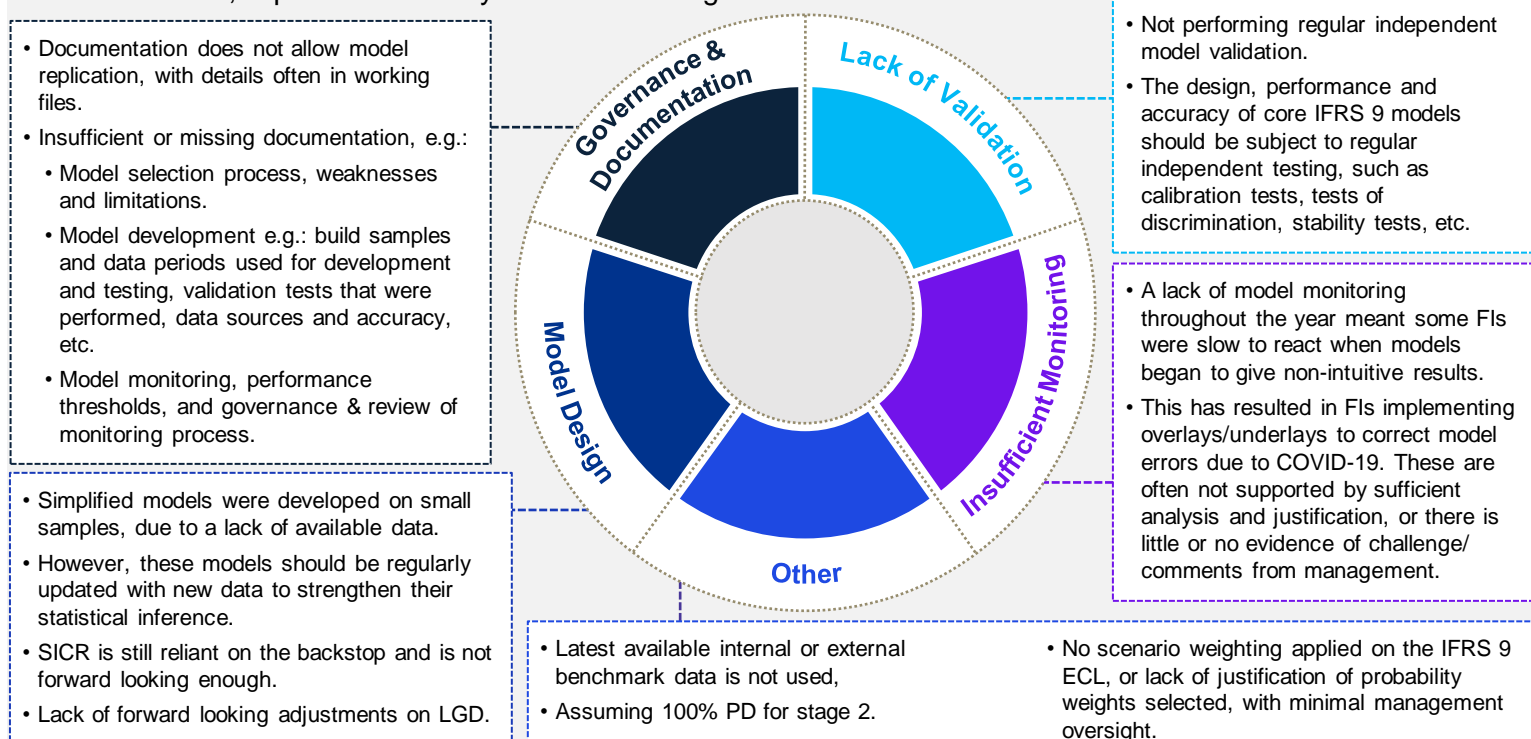 • Documentation does not allow model
replication, with details often in working
files.
• Insufficient or missing documentation, e.g.:
• Model selection process, weaknesses
and limitations.
• Model development e.g.: build samples
and data periods used for development
and testing, validation tests that were
performed, data sources and accuracy,
etc.
• Model monitoring, performance
thresholds, and governance & review of
monitoring process.
Governance &
Documentation
Lack of Validation
• Not performing regular independent
model validation.
• The design, performance and
accuracy of core IFRS 9 models
should be subject to regular
independent testing, such as
calibration tests, tests of
discrimination, stability tests, etc.
Insufficient Monitoring
• A lack of model monitoring
throughout the year meant some FIs
were slow to react when models
began to give non-intuitive results.
• This has resulted in FIs implementing
overlays/underlays to correct model
errors due to COVID-19. These are
often not supported by sufficient
analysis and justification, or there is
little or no evidence of challenge/
comments from management.
Model Design
• Simplified models were developed on small
samples, due to a lack of available data.
• However, these models should be regularly
updated with new data to strengthen their
statistical inference.
• SICR is still reliant on the backstop and is not
forward looking enough.
• Lack of forward looking adjustments on LGD.
Other
• Latest available internal or external
benchmark data is not used,
• Assuming 100% PD for stage 2.
• No scenario weighting applied on the IFRS 9
ECL, or lack of justification of probability
weights selected, with minimal management
oversight.